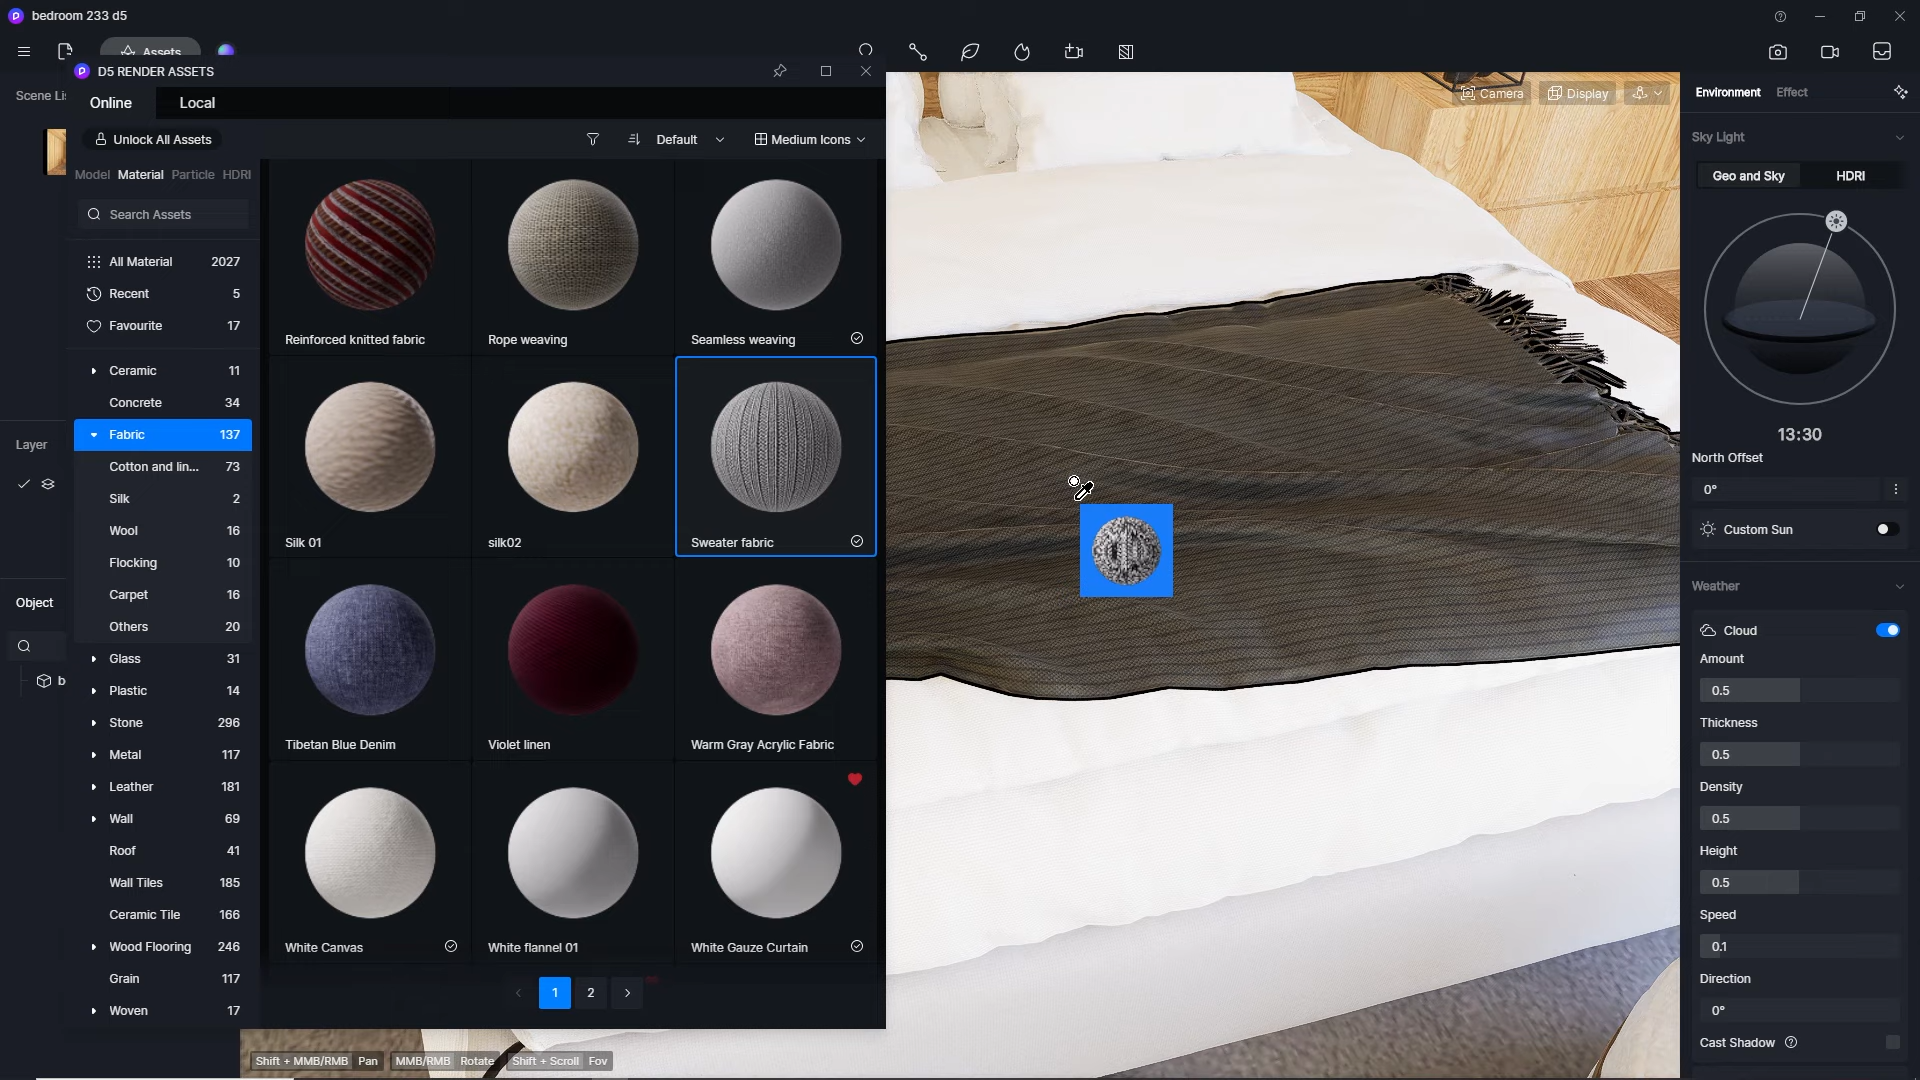 bedroom 233 d5
Assets
D5 RENDER ASSETS
Online
Local
Unlock All Assets
Default
Medium Icons
Model
Material
Particle
HDRI
Search Assets
All Material 2027
Recent 5
Favourite 17
Ceramic 11
Concrete 34
Fabric 137
Cotton and lin... 73
Silk 2
Wool 16
Flocking 10
Carpet 16
Others 20
Glass 31
Plastic 14
Stone 296
Metal 117
Leather 181
Wall 69
Roof 41
Wall Tiles 185
Ceramic Tile 166
Wood Flooring 246
Grain 117
Woven 17
Reinforced knitted fabric
Rope weaving
Seamless weaving
Silk 01
silk02
Sweater fabric
Tibetan Blue Denim
Violet linen
Warm Gray Acrylic Fabric
White Canvas
White flannel 01
White Gauze Curtain
1
2
Scene Lis
Layer
Object
b
Shift + MMB/RMB Pan
MMB/RMB Rotate
Shift + Scroll Fov
Camera
Display
Environment
Effect
Sky Light
Geo and Sky
HDRI
13:30
North Offset
0°
Custom Sun
Weather
Cloud
Amount
0.5
Thickness
0.5
Density
0.5
Height
0.5
Speed
0.1
Direction
0°
Cast Shadow